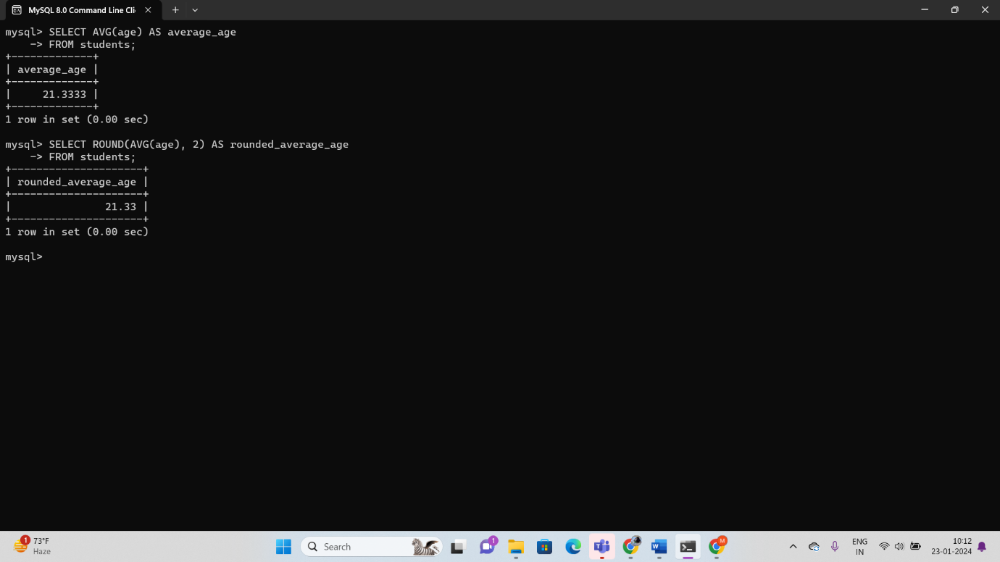 MySQL 8.0 Command Line Cli
mysql> SELECT AVG(age) AS average_age
    -> FROM students;
+-------------+
| average_age |
+-------------+
|     21.3333 |
+-------------+
1 row in set (0.00 sec)

mysql> SELECT ROUND(AVG(age), 2) AS rounded_average_age
    -> FROM students;
+---------------------+
| rounded_average_age |
+---------------------+
|               21.33 |
+---------------------+
1 row in set (0.00 sec)

mysql>
1
73°F
Haze
Search
1
M
ENG
IN
10:12
23-01-2024